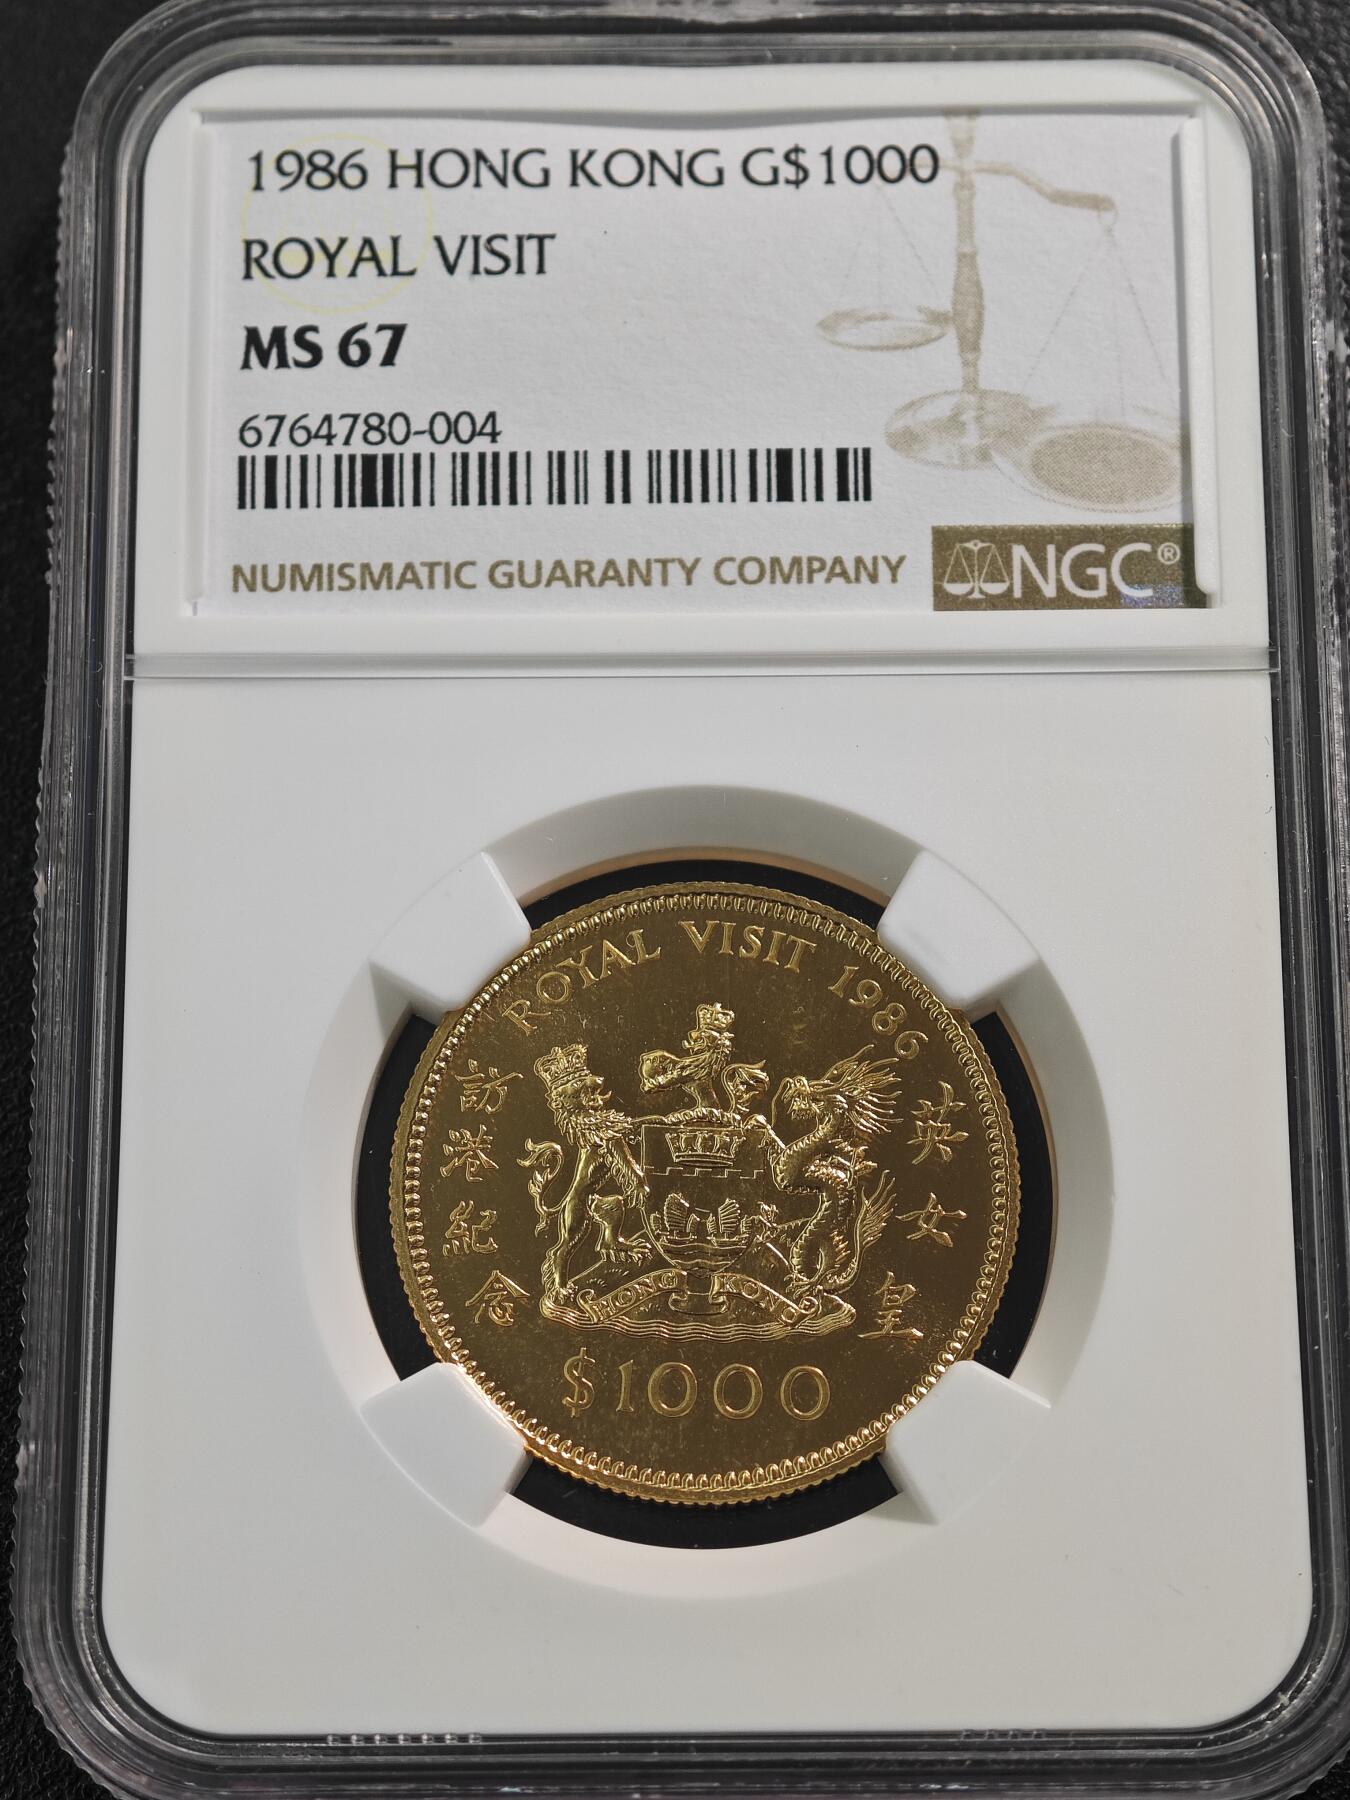 1986 HONG KONG G$1000
ROYAL VISIT
MS 67
6764780-004
NUMISMATIC GUARANTY COMPANY
NGC®
ROYAL VISIT 1986
英女皇
訪港紀念
HONG KONG
$1000